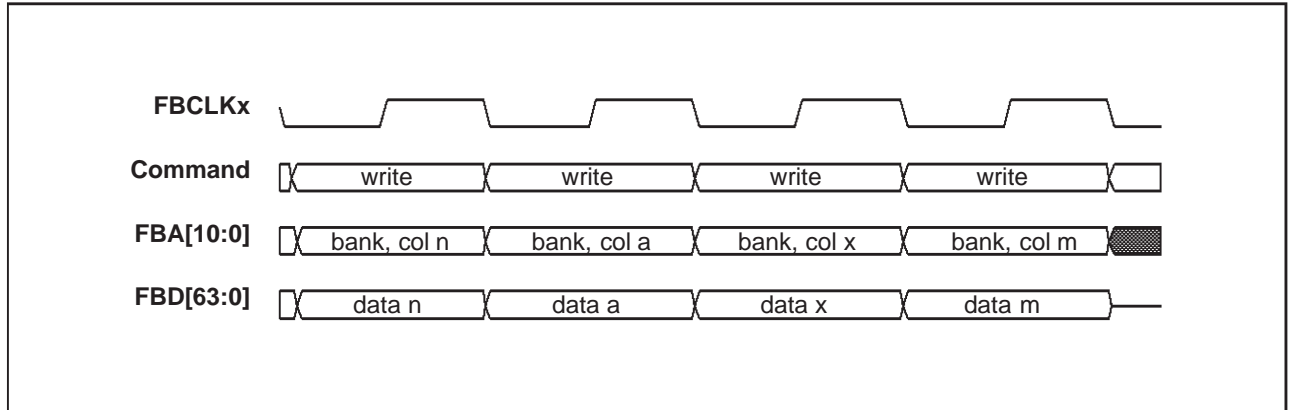 FBCLKx
Command write write write write
FBA[10:0] bank, col n bank, col a bank, col x bank, col m
FBD[63:0] data n data a data x data m